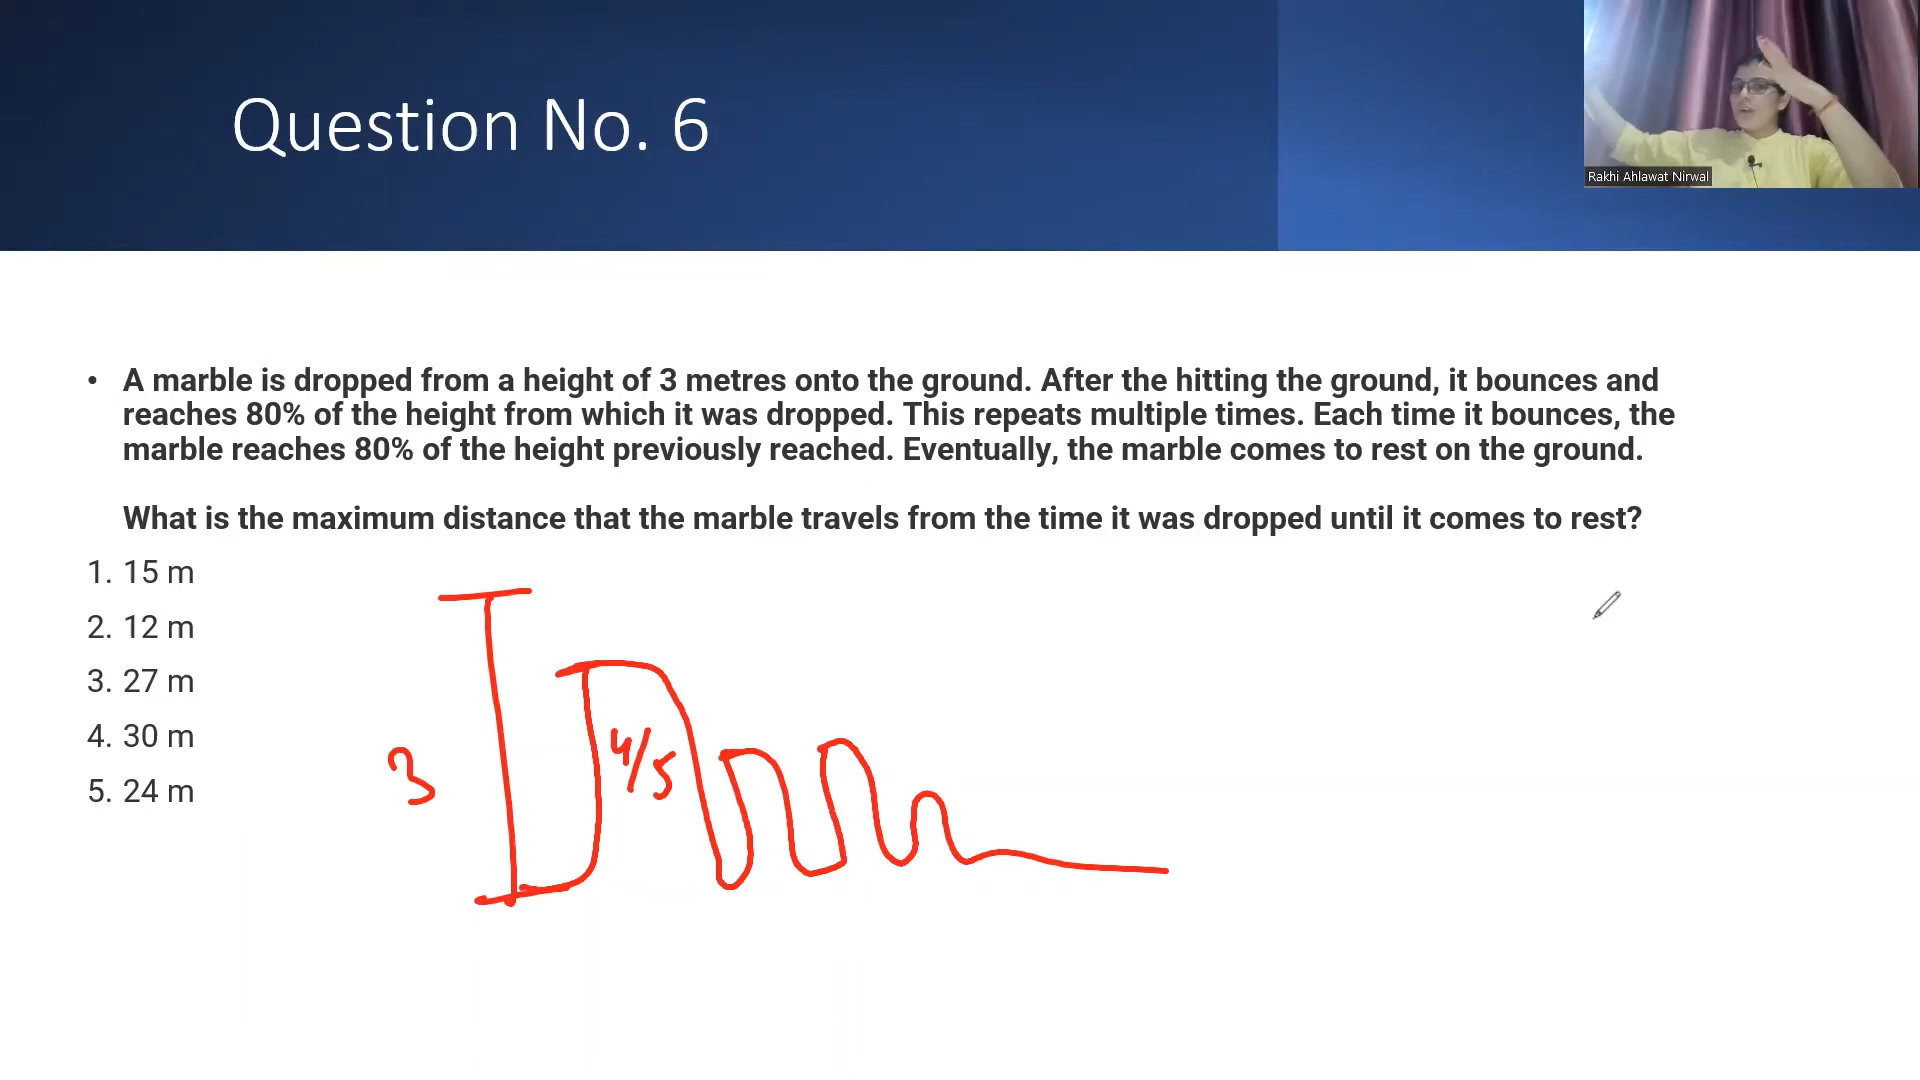 Question No. 6
Rakhi Ahlawat Nirwal
• A marble is dropped from a height of 3 metres onto the ground. After the hitting the ground, it bounces and
reaches 80% of the height from which it was dropped. This repeats multiple times. Each time it bounces, the
marble reaches 80% of the height previously reached. Eventually, the marble comes to rest on the ground.
What is the maximum distance that the marble travels from the time it was dropped until it comes to rest?
1. 15 m
2. 12 m
3. 27 m
4. 30 m
5. 24 m
4/5
3